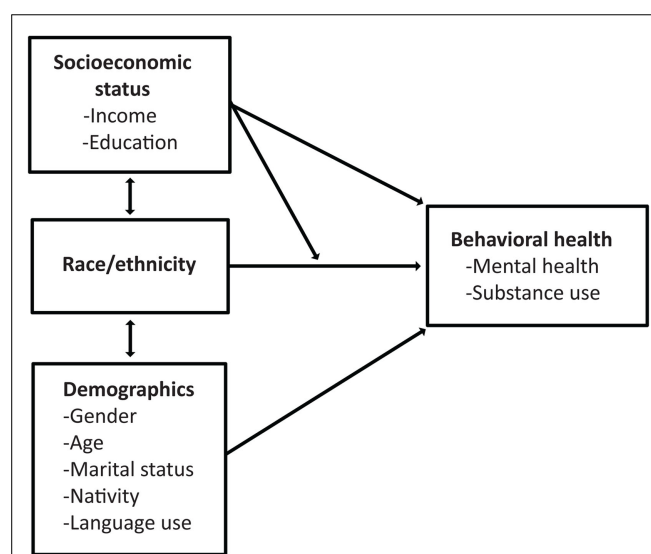 Socioeconomic
status
-Income
-Education
Race/ethnicity
Behavioral health
-Mental health
-Substance use
Demographics
-Gender
-Age
-Marital status
-Nativity
-Language use